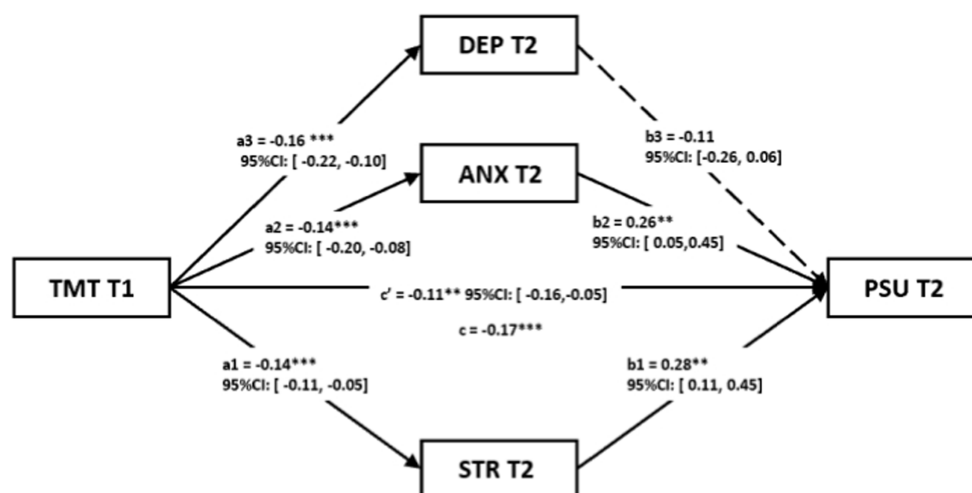 DEP T2
a3 = -0.16 ***
95%CI: [ -0.22, -0.10]
b3 = -0.11
95%CI: [-0.26, 0.06]
ANX T2
a2 = -0.14***
95%CI: [ -0.20, -0.08]
b2 = 0.26**
95%CI: [ 0.05,0.45]
TMT T1
c’ = -0.11** 95%CI: [ -0.16,-0.05]
c = -0.17***
PSU T2
a1 = -0.14***
95%CI: [ -0.11, -0.05]
b1 = 0.28**
95%CI: [ 0.11, 0.45]
STR T2